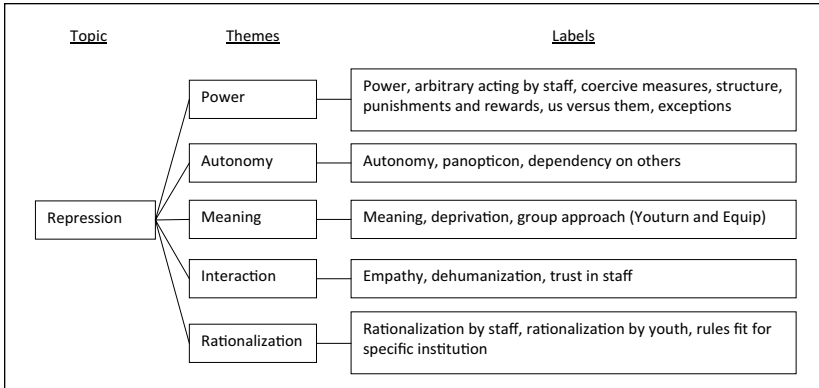 Topic Themes Labels
Power
Power, arbitrary acting by staff, coercive measures, structure,
punishments and rewards, us versus them, exceptions
Autonomy
Autonomy, panopticon, dependency on others
Repression
Meaning
Meaning, deprivation, group approach (Youturn and Equip)
Interaction
Empathy, dehumanization, trust in staff
Rationalization
Rationalization by staff, rationalization by youth, rules fit for
specific institution